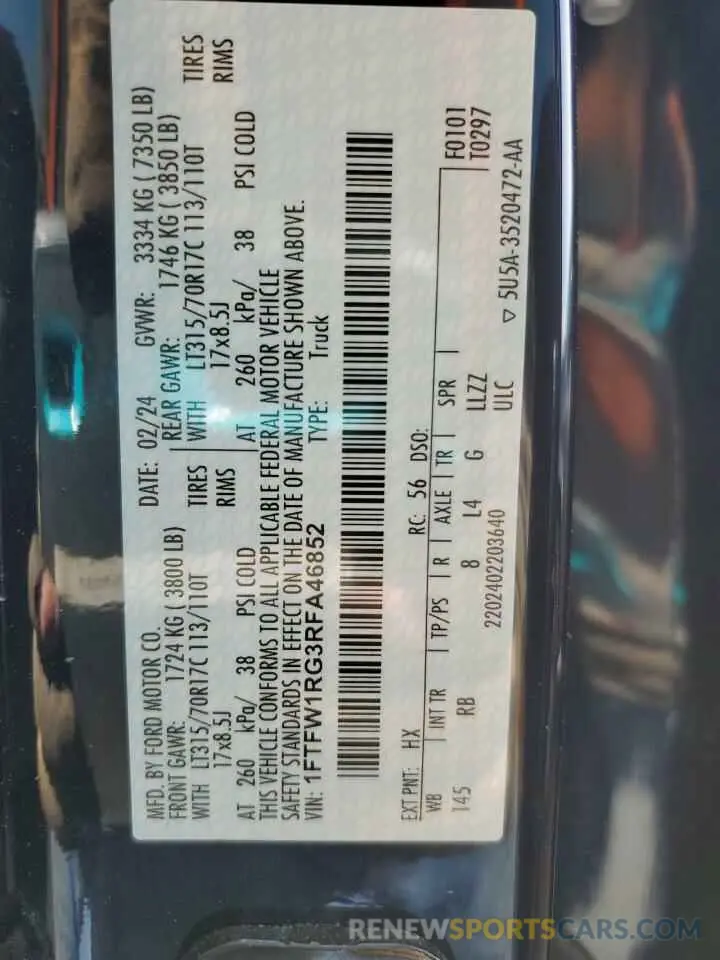 MFD. BY FORD MOTOR CO.
DATE: 02/24 GVWR: 3334 KG ( 7350 LB)
FRONT GAWR: 1724 KG ( 3800 LB)
REAR GAWR: 1746 KG ( 3850 LB)
WITH LT315/70R17C 113/110T TIRES
WITH LT315/70R17C 113/110T TIRES
17x8.5J RIMS
17x8.5J RIMS
AT 260 kPa/ 38 PSI COLD
AT 260 kPa/ 38 PSI COLD
THIS VEHICLE CONFORMS TO ALL APPLICABLE FEDERAL MOTOR VEHICLE
SAFETY STANDARDS IN EFFECT ON THE DATE OF MANUFACTURE SHOWN ABOVE.
VIN: 1FTFW1RG3RFA46852 TYPE: Truck
EXT PNT: HX RC: 56 DSO: F0101
WB INT TR TP/PS R AXLE TR SPR T0297
145 RB 8 L4 G LLZZ
2202402203640 ULC ▽ 5U5A-3520472-AA
RENEWSPORTSCARS.COM